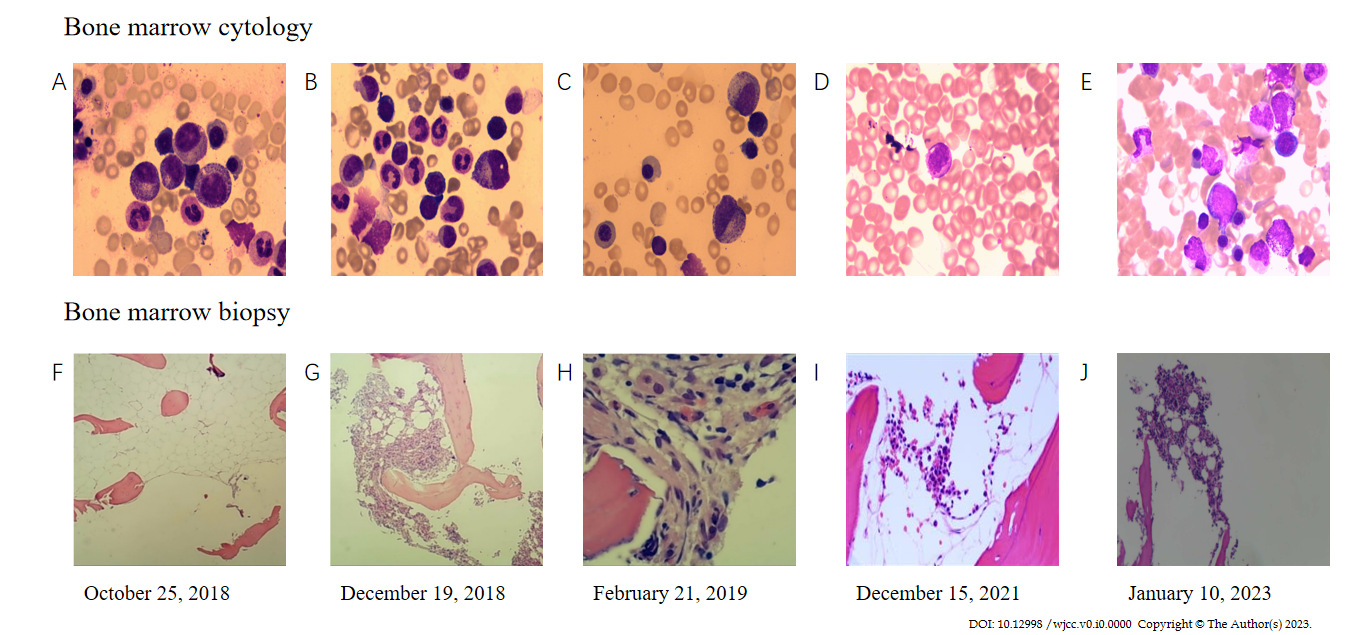 Bone marrow cytology
A B C D E
Bone marrow biopsy
F G H I J
October 25, 2018 December 19, 2018 February 21, 2019 December 15, 2021 January 10, 2023
DOI: 10.12998 /wjcc.v0.i0.0000 Copyright © The Author(s) 2023.